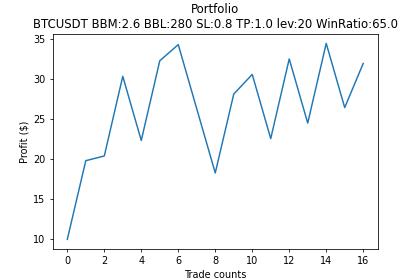 Portfolio
BTCUSDT BBM:2.6 BBL:280 SL:0.8 TP:1.0 lev:20 WinRatio:65.0
35
30
25
20
15
10
Profit ($)
0 2 4 6 8 10 12 14 16
Trade counts